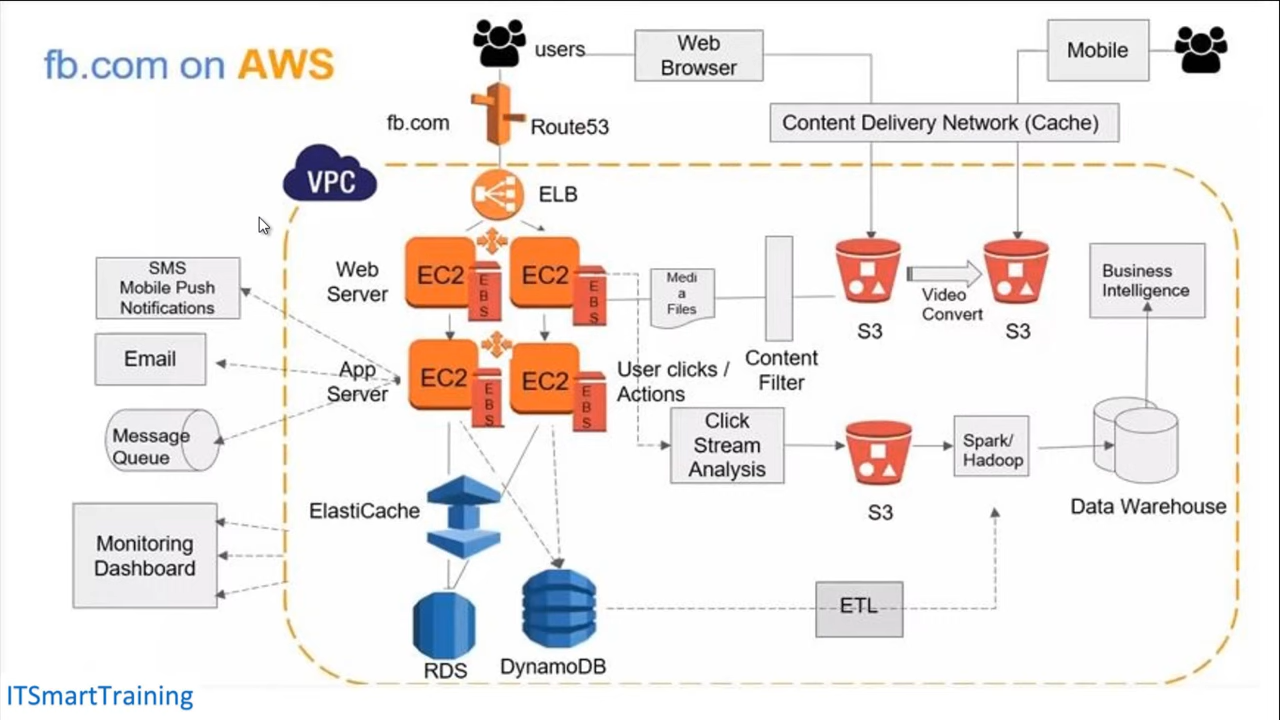 fb.com on AWS
users
Web
Browser
Mobile
fb.com
Route53
Content Delivery Network (Cache)
VPC
ELB
Web
Server
EC2
EBS
EC2
EBS
Medi
a
Files
Content
Filter
S3
Video
Convert
S3
Business
Intelligence
SMS
Mobile Push
Notifications
Email
Message
Queue
App
Server
EC2
EBS
EC2
EBS
User clicks /
Actions
Click
Stream
Analysis
S3
Spark/
Hadoop
Data Warehouse
Monitoring
Dashboard
ElastiCache
RDS
DynamoDB
ETL
ITSmartTraining